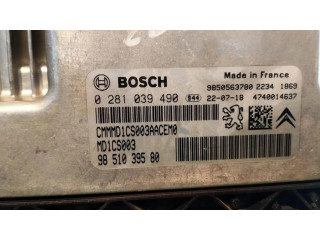 BOSCH
Made in France
9850563780 2234 1869
0 281 039 490 S44 22-07-18 4740014637
CMMMD1CS003AACEM0
MD1CS003
98 510 395 80